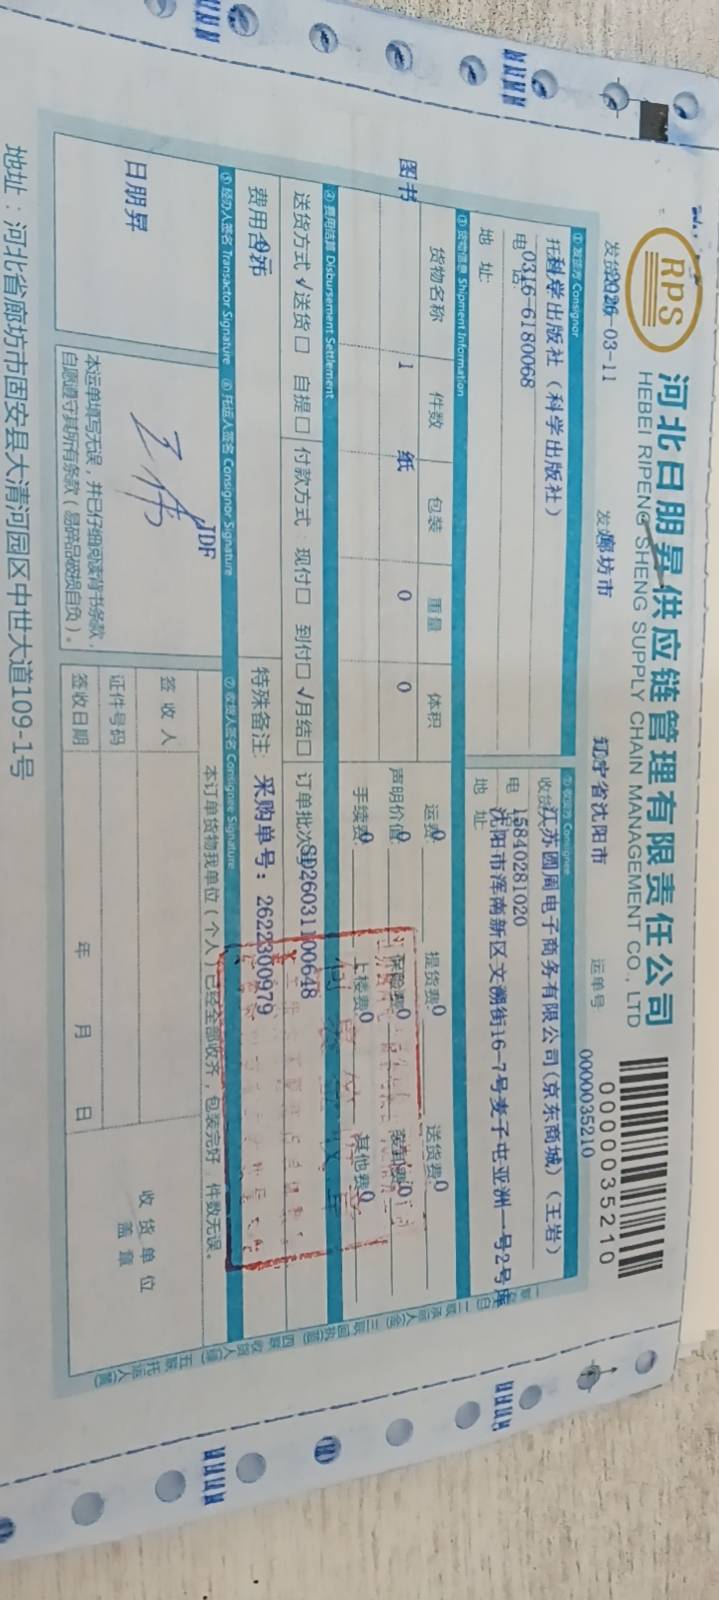 RPS
河北日朋昇供应链管理有限责任公司
HEBEI RIPENG SHENG SUPPLY CHAIN MANAGEMENT CO., LTD
0000035210
发货 2026-03-11 发 廊坊市 辽宁省沈阳市 运单号 0000035210
① 发货方 Consignor ② 收货方 Consignee
托 科学出版社（科学出版社） 收货 江苏圆周电子商务有限公司(京东商城)（王岩）
电话 0316-6180068 电 15840281020
地 址: 地 址: 沈阳市浑南新区文溯街16-7号麦子屯亚洲一号2号库
③ 货物信息 Shipment Information
货物名称 件数 包装 重量 体积 运费: 0 提货费: 0 送货费: 0
图书 1 纸 0 0 声明价值: 0 保险费: 0 装卸费: 0
手续费: 0 上楼费: 0 其他费: 0
④ 费用结算 Disbursement Settlement
送货方式: √送货□ 自提□ 付款方式: 现付□ 到付□ √月结□ 订单批次号: SD26031100648
费用合计: 0元 特殊备注: 采购单号: 2622300979
⑤ 经办人签名 Transactor Signature ⑥ 托运人签名 Consignor Signature ⑦ 收货人签名 Consignee Signature
日朋昇
JDF
本订单货物我单位（个人）已经全部收齐，包装完好，件数无误。
签 收 人
证件号码
签收日期 年 月 日
收 货 单 位
盖 章
本运单填写无误，并已仔细阅读背书条款，
自愿遵守其所有条款（易碎品破损自负）。
地址：河北省廊坊市固安县大清河园区中世大道109-1号